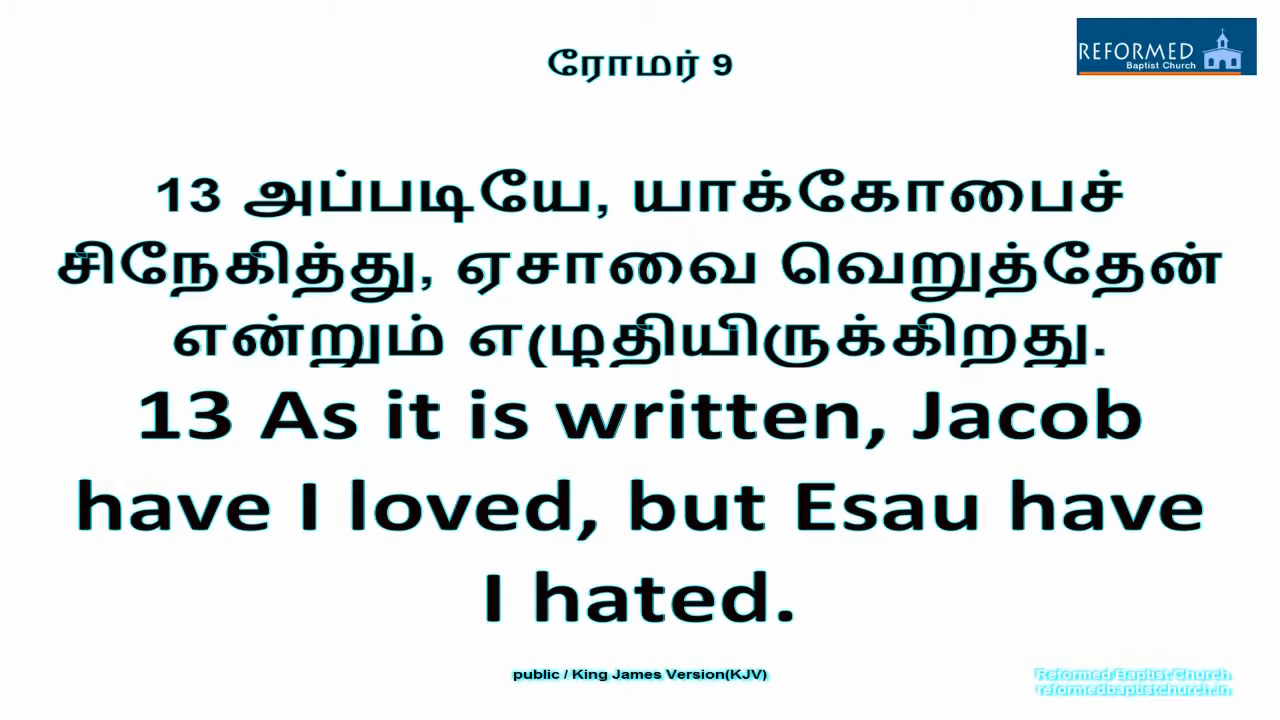 ரோமர் 9
REFORMED
Baptist Church
13 அப்படியே, யாக்கோபைச்
சிநேகித்து, ஏசாவை வெறுத்தேன்
என்றும் எழுதியிருக்கிறது.
13 As it is written, Jacob
have I loved, but Esau have
I hated.
public / King James Version(KJV)
Reformed Baptist Church
reformedbaptistchurch.in